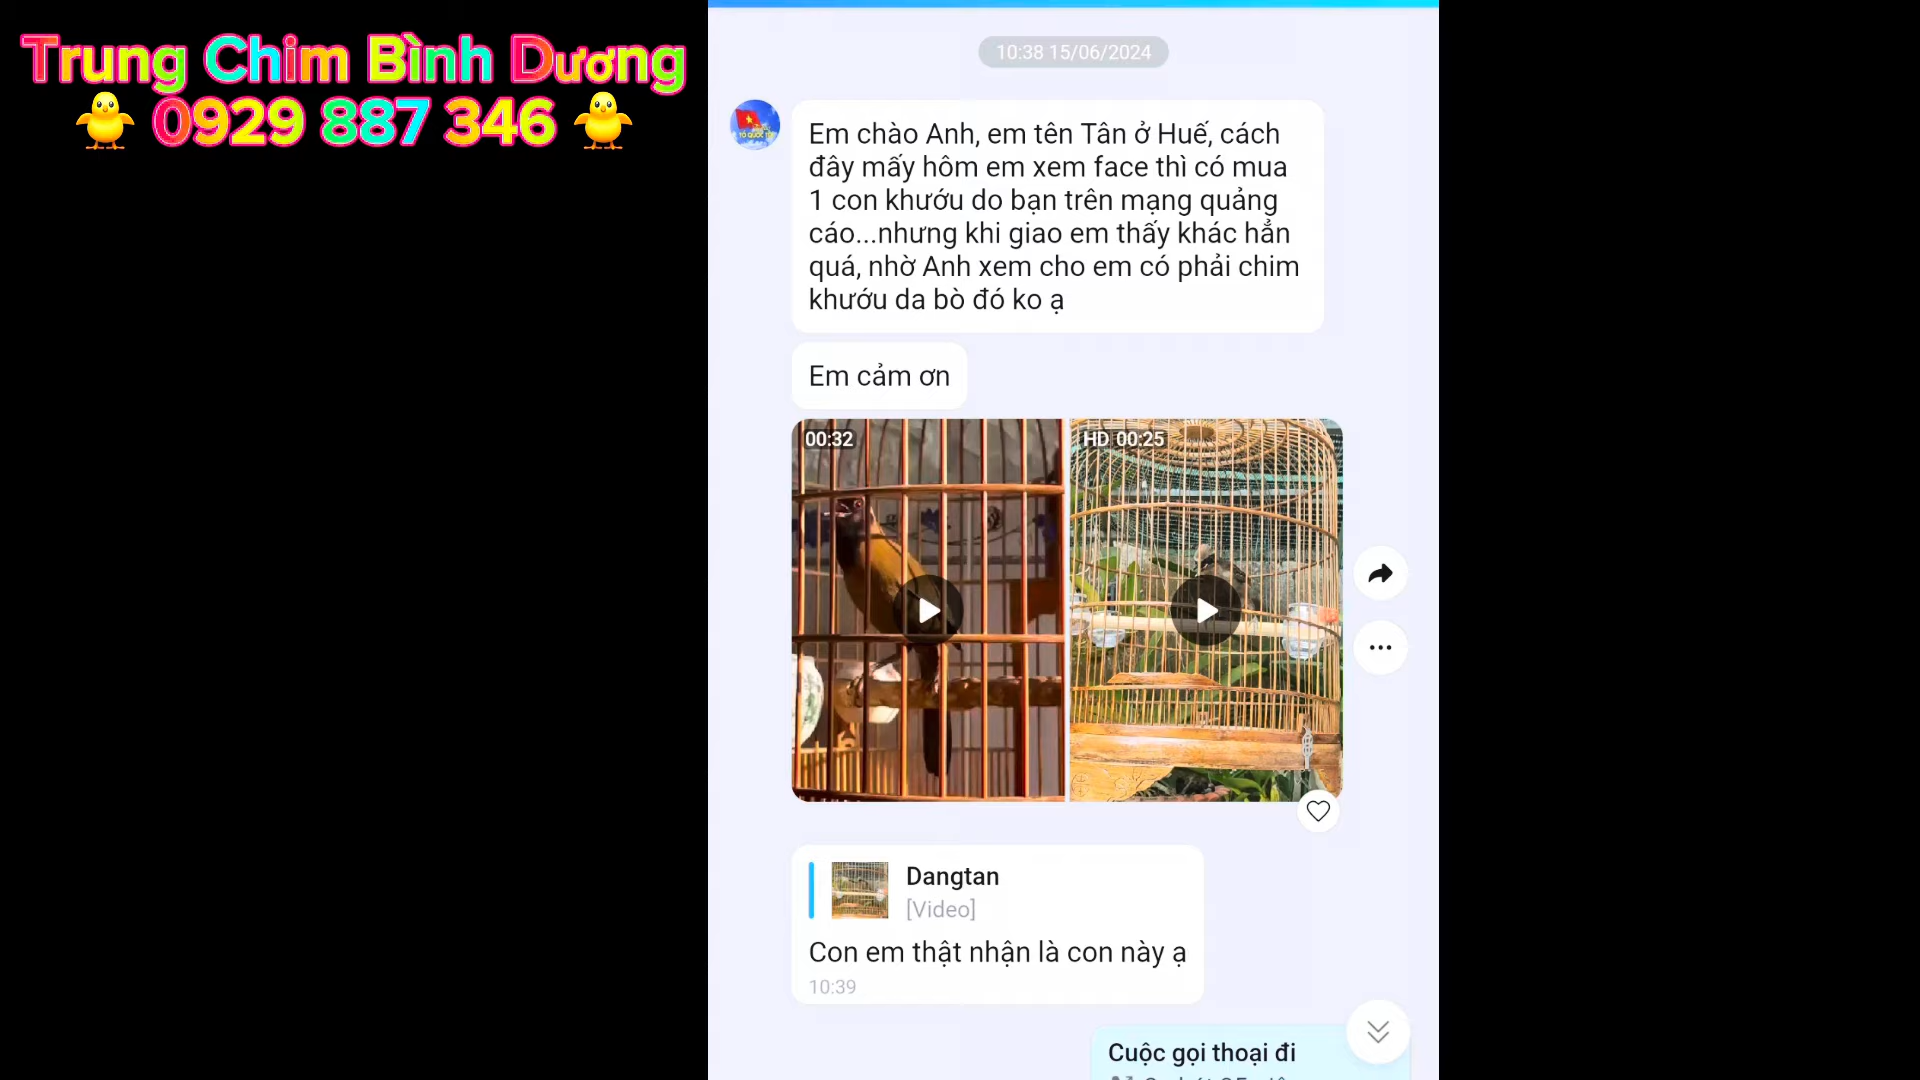 Trung Chim Bình Dương
0929 887 346
10:38 15/06/2024
Em chào Anh, em tên Tân ở Huế, cách
đây mấy hôm em xem face thì có mua
1 con khướu do bạn trên mạng quảng
cáo...nhưng khi giao em thấy khác hẳn
quá, nhờ Anh xem cho em có phải chim
khướu da bò đó ko ạ
Em cảm ơn
00:32
HD 00:25
Dangtan
[Video]
Con em thật nhận là con này ạ
10:39
Cuộc gọi thoại đi